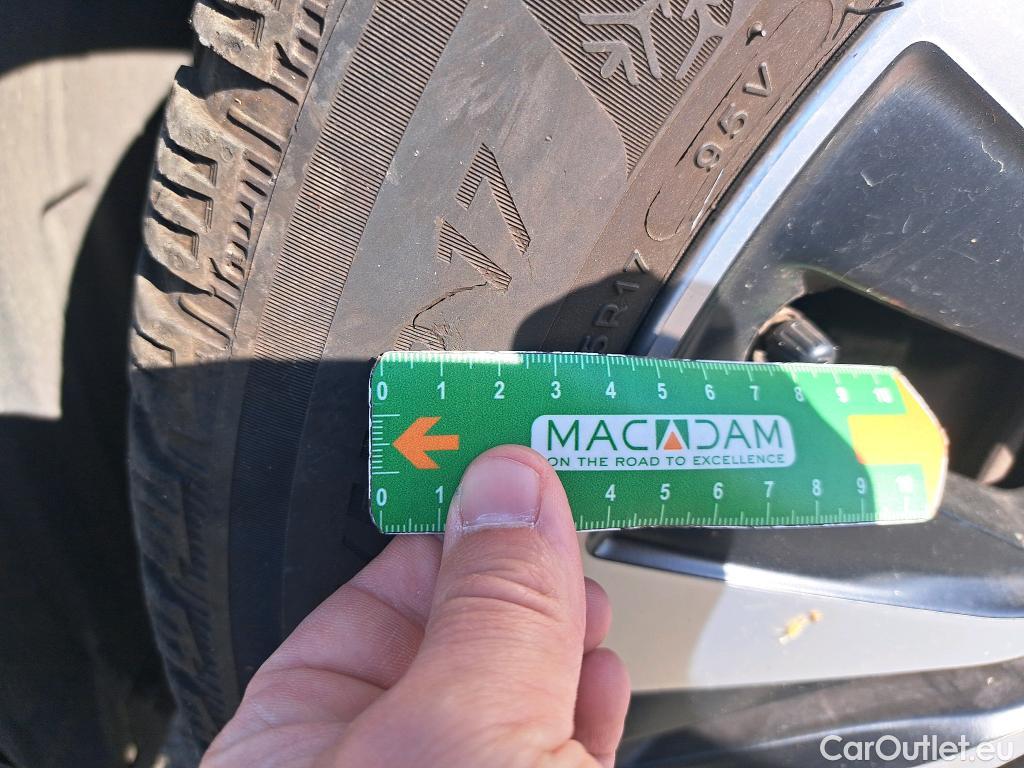 95V
5R17
0 1 2 3 4 5 6 7 8 9 10
MACADAM
ON THE ROAD TO EXCELLENCE
0 1 4 5 6 7 8 9 10
CarOutlet.eu